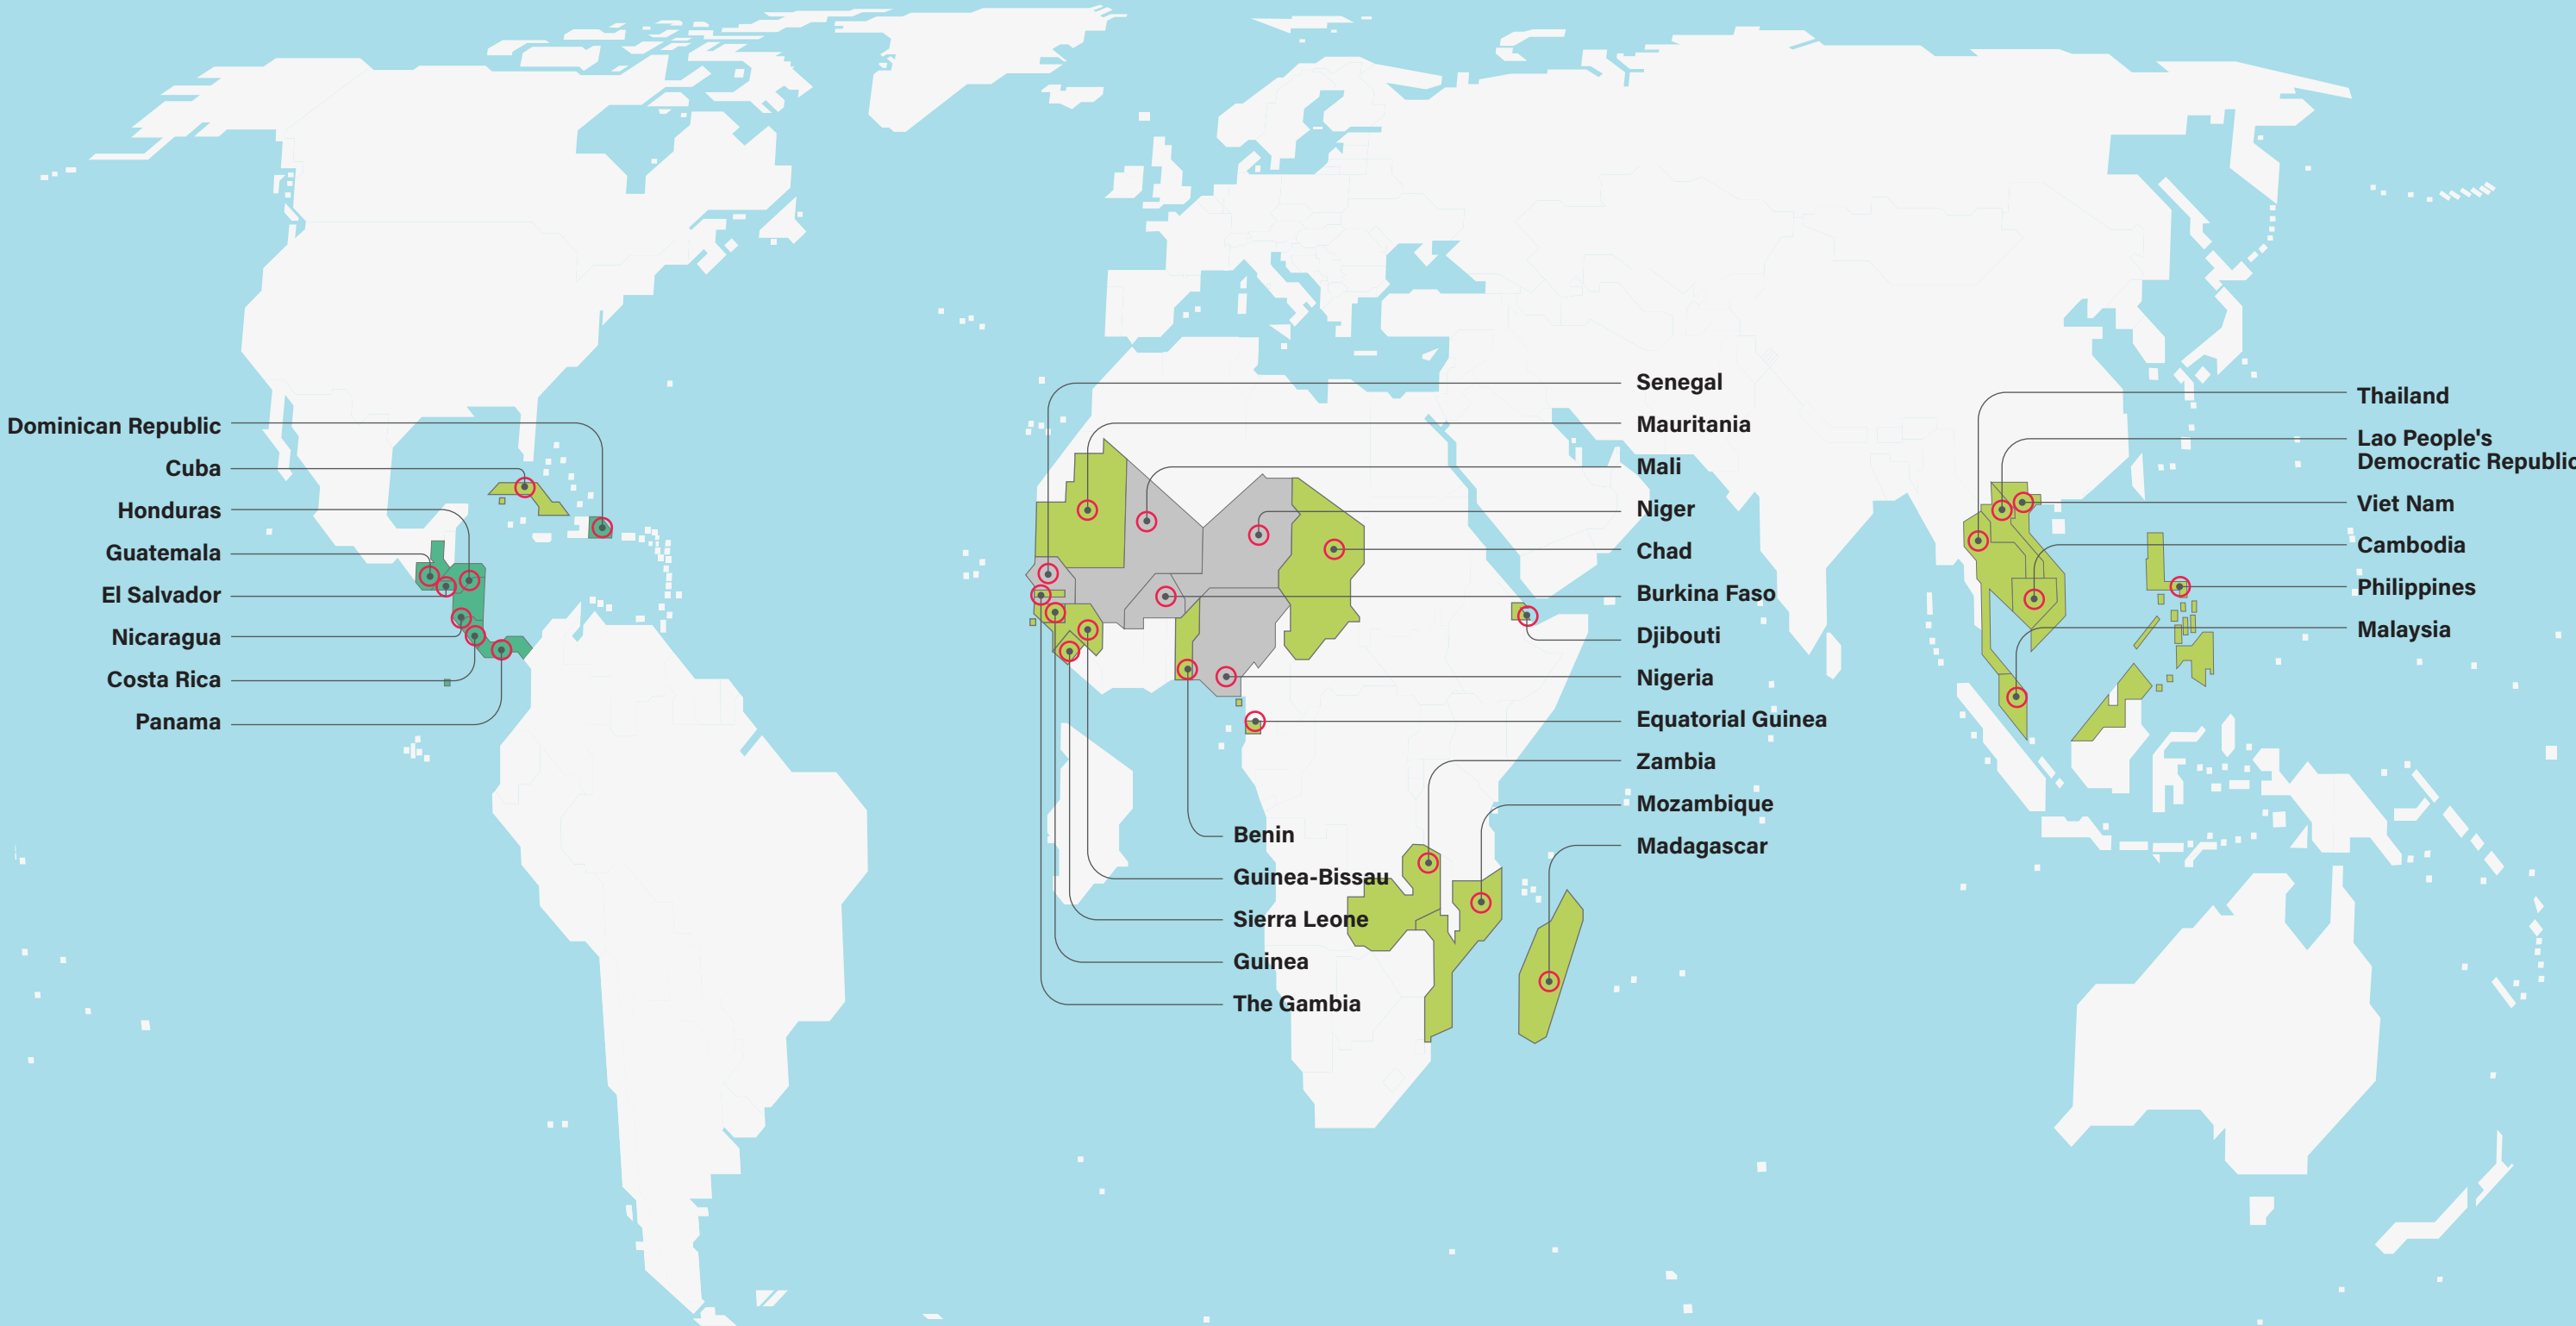 Dominican Republic
Cuba
Honduras
Guatemala
El Salvador
Nicaragua
Costa Rica
Panama
Senegal
Mauritania
Mali
Niger
Chad
Burkina Faso
Djibouti
Nigeria
Equatorial Guinea
Zambia
Mozambique
Madagascar
Benin
Guinea-Bissau
Sierra Leone
Guinea
The Gambia
Thailand
Lao People's
Democratic Republic
Viet Nam
Cambodia
Philippines
Malaysia